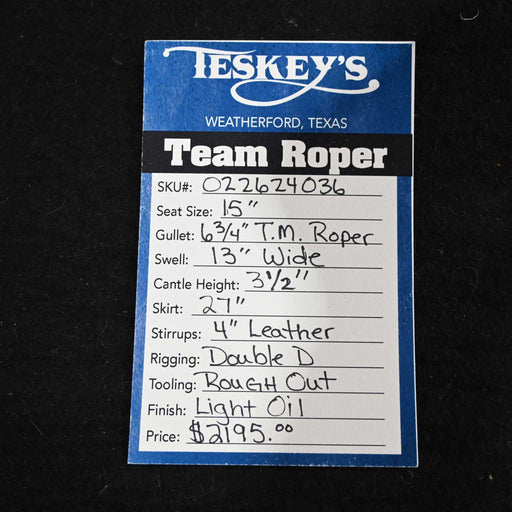 TESKEY'S
WEATHERFORD, TEXAS
Team Roper
SKU#: 022624036
Seat Size: 15"
Gullet: 6 3/4" T.M. Roper
Swell: 13" Wide
Cantle Height: 3 1/2"
Skirt: 27"
Stirrups: 4" Leather
Rigging: Double D
Tooling: Rough Out
Finish: Light Oil
Price: $2195.00